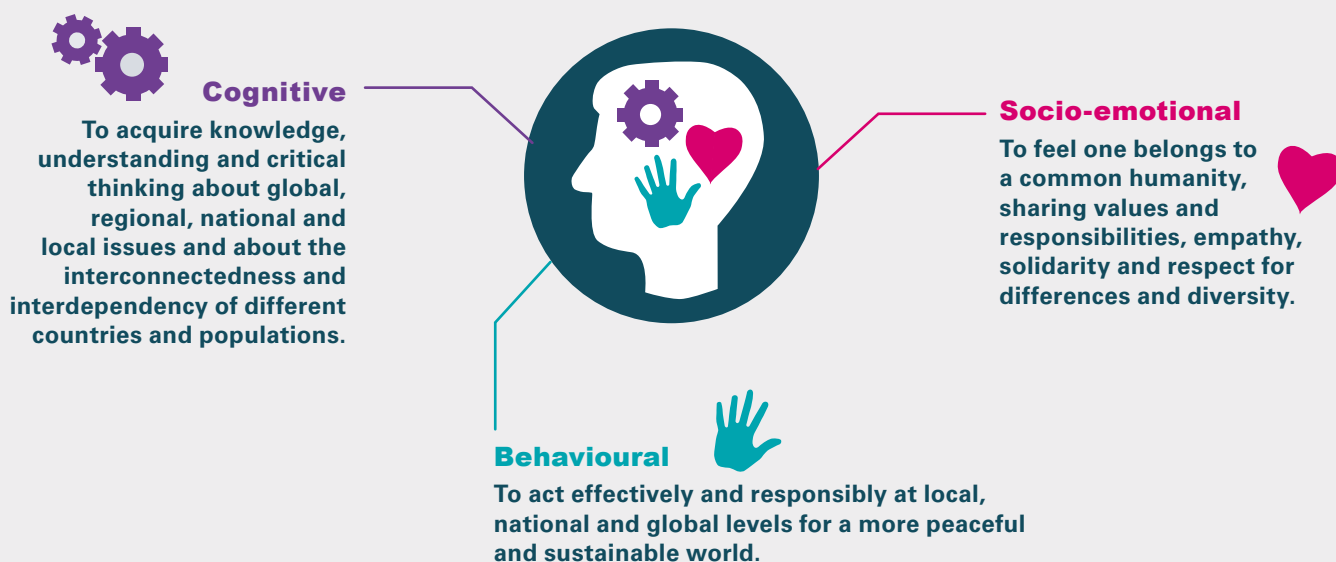 Cognitive
To acquire knowledge,
understanding and critical
thinking about global,
regional, national and
local issues and about the
interconnectedness and
interdependency of different
countries and populations.
Socio-emotional
To feel one belongs to
a common humanity,
sharing values and
responsibilities, empathy,
solidarity and respect for
differences and diversity.
Behavioural
To act effectively and responsibly at local,
national and global levels for a more peaceful
and sustainable world.